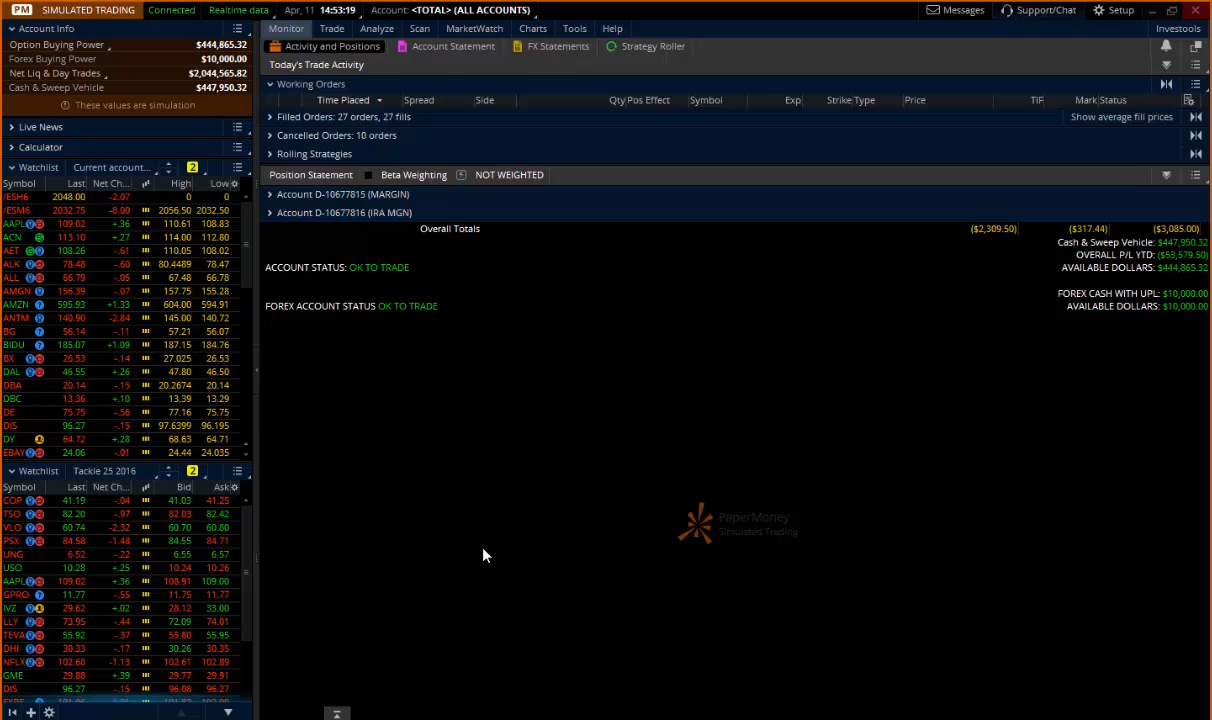 PM SIMULATED TRADING Connected Realtime data Apr, 11 14:53:19 Account: <TOTAL> (ALL ACCOUNTS) Messages Support/Chat Setup
Account Info
Option Buying Power $444,865.32
Forex Buying Power $10,000.00
Net Liq & Day Trades $2,044,565.82
Cash & Sweep Vehicle $447,950.32
These values are simulation
Live News
Calculator
Watchlist Current account... 2
Symbol Last Net Ch... High Low
/ESH6 2048.00 -2.07 0 0
/ESM6 2032.75 -8.00 2056.50 2032.50
AAPL 109.02 +.36 110.61 108.83
ACN 113.10 +.27 114.00 112.80
AET 108.26 -.61 110.05 108.02
ALK 78.48 -.60 80.4489 78.47
ALL 66.79 -.05 67.48 66.78
AMGN 156.39 -.07 157.75 155.28
AMZN 595.93 +1.33 604.00 594.91
ANTM 140.90 -2.84 145.00 140.72
BG 56.14 -.11 57.21 56.07
BIDU 185.07 +1.09 187.15 184.76
BX 26.53 -.14 27.025 26.53
DAL 46.55 +.26 47.80 46.50
DBA 20.14 -.15 20.2674 20.14
DBC 13.36 +.10 13.39 13.29
DE 75.75 -.56 77.16 75.75
DIS 96.27 -.15 97.6399 96.195
DY 64.72 +.28 68.63 64.71
EBAY 24.06 -.01 24.44 24.035
Watchlist Tackle 25 2016 2
Symbol Last Net Ch... Bid Ask
COP 41.19 -.04 41.03 41.25
TSO 82.20 -.97 82.03 82.42
VLO 60.74 -2.32 60.70 60.80
PSX 84.58 -1.48 84.55 84.71
UNG 6.52 -.22 6.55 6.57
USO 10.28 +.25 10.24 10.26
AAPL 109.02 +.36 108.91 109.00
GPRO 11.77 -.55 11.75 11.77
IVZ 29.62 +.02 28.12 33.00
LLY 73.95 -.44 72.09 74.01
TEVA 55.92 -.37 55.80 55.95
DHI 30.33 -.17 30.26 30.35
NFLX 102.68 -1.13 102.61 102.89
GME 29.88 +.39 29.77 29.91
DIS 96.27 -.15 96.08 96.27
Monitor Trade Analyze Scan MarketWatch Charts Tools Help Investools
Activity and Positions Account Statement FX Statements Strategy Roller
Today's Trade Activity
Working Orders
Time Placed Spread Side Qty Pos Effect Symbol Exp Strike Type Price TIF Mark Status
Filled Orders: 27 orders, 27 fills Show average fill prices
Cancelled Orders: 10 orders
Rolling Strategies
Position Statement Beta Weighting NOT WEIGHTED
Account D-10677815 (MARGIN)
Account D-10677816 (IRA MGN)
Overall Totals ($2,309.50) ($317.44) ($3,085.00)
Cash & Sweep Vehicle: $447,950.32
OVERALL P/L YTD: ($53,579.50)
ACCOUNT STATUS: OK TO TRADE AVAILABLE DOLLARS: $444,865.32
FOREX CASH WITH UPL: $10,000.00
FOREX ACCOUNT STATUS OK TO TRADE AVAILABLE DOLLARS: $10,000.00
PaperMoney
Simulated Trading